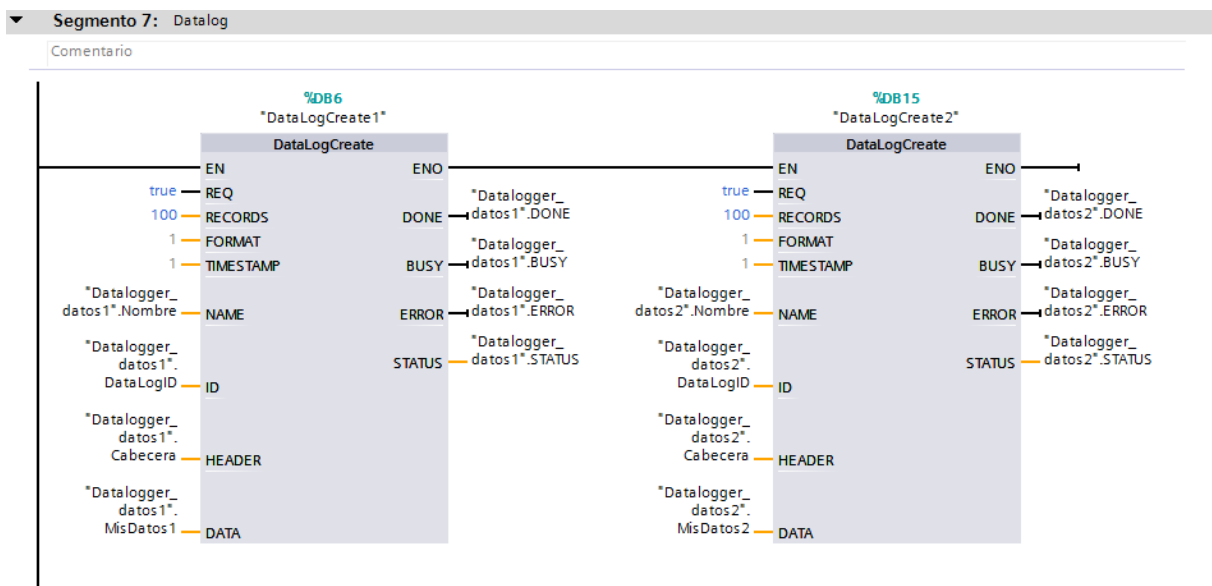 Segmento 7: Datalog
Comentario
%DB6
"DataLogCreate1"
DataLogCreate
EN
ENO
true
REQ
100
RECORDS
1
FORMAT
1
TIMESTAMP
"Datalogger_
datos1".Nombre
NAME
"Datalogger_
datos1".
DataLogID
ID
"Datalogger_
datos1".
Cabecera
HEADER
"Datalogger_
datos1".
MisDatos1
DATA
"Datalogger_
datos1".DONE
DONE
"Datalogger_
datos1".BUSY
BUSY
"Datalogger_
datos1".ERROR
ERROR
"Datalogger_
datos1".STATUS
STATUS
%DB15
"DataLogCreate2"
DataLogCreate
EN
ENO
true
REQ
100
RECORDS
1
FORMAT
1
TIMESTAMP
"Datalogger_
datos2".Nombre
NAME
"Datalogger_
datos2".
DataLogID
ID
"Datalogger_
datos2".
Cabecera
HEADER
"Datalogger_
datos2".
MisDatos2
DATA
"Datalogger_
datos2".DONE
DONE
"Datalogger_
datos2".BUSY
BUSY
"Datalogger_
datos2".ERROR
ERROR
"Datalogger_
datos2".STATUS
STATUS